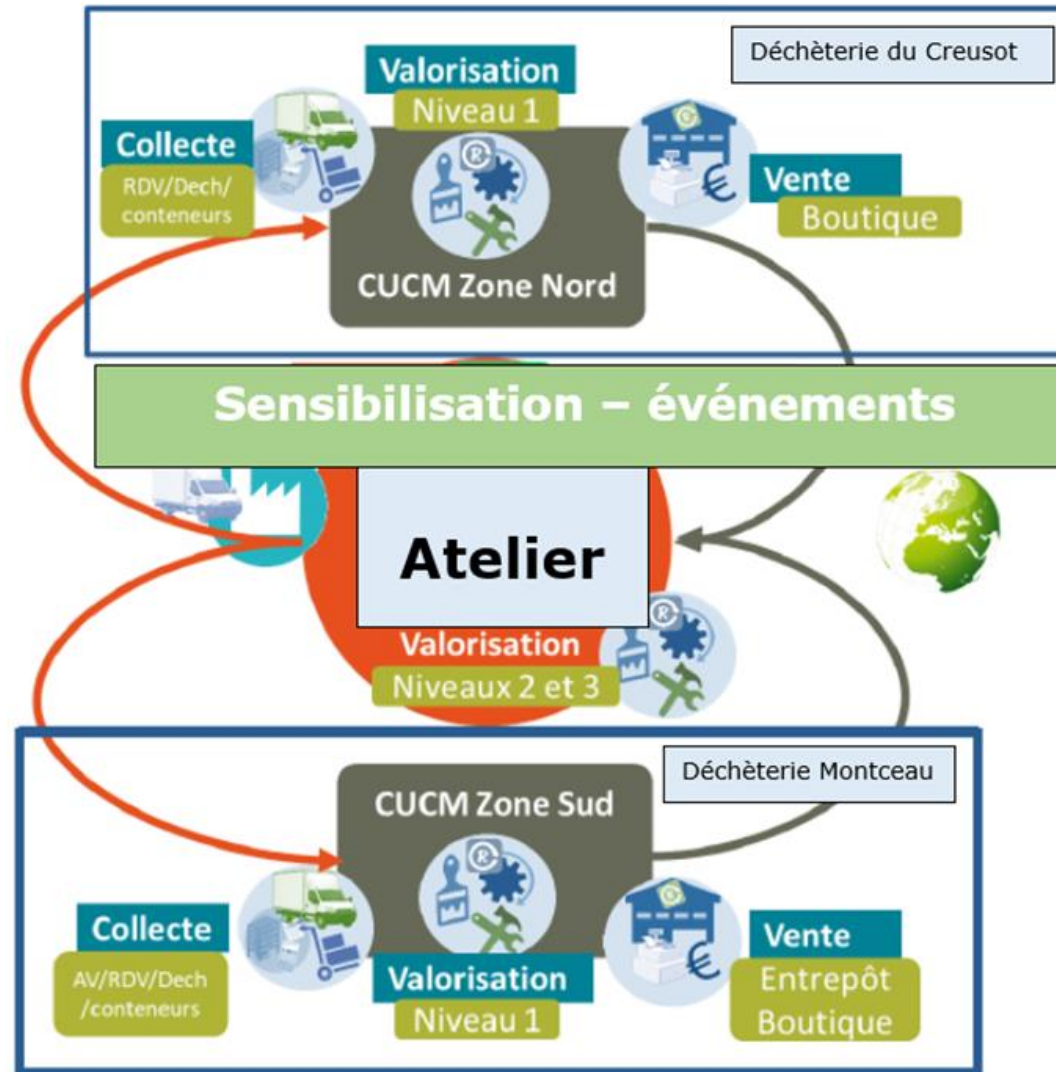 Déchèterie du Creusot
Valorisation
Niveau 1
Collecte
RDV/Dech/
conteneurs
Vente
Boutique
CUCM Zone Nord
Sensibilisation – événements
Atelier
Valorisation
Niveaux 2 et 3
Déchèterie Montceau
CUCM Zone Sud
Collecte
AV/RDV/Dech
/conteneurs
Valorisation
Niveau 1
Vente
Entrepôt
Boutique